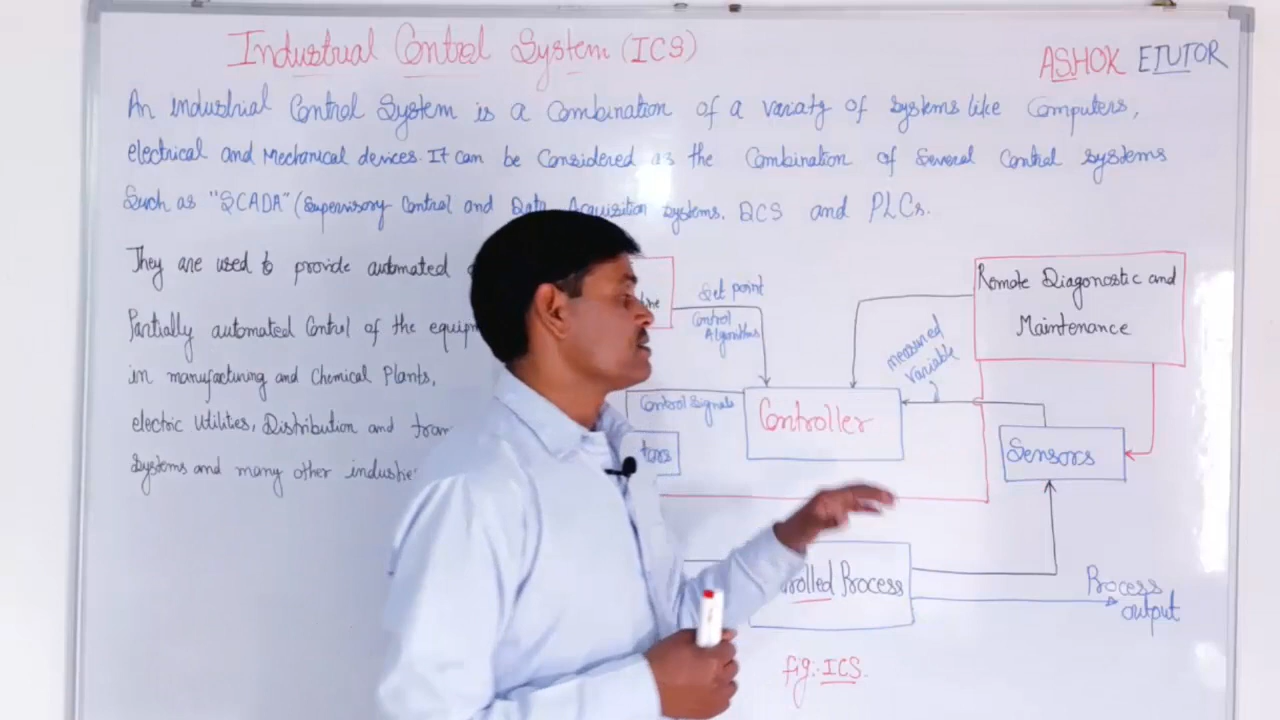 Industrial Control System (ICS)
ASHOK ETUTOR
An industrial Control System is a Combination of a variaty of systems like Computers,
electrical and Mechanical devices. It can be Considered as the Combination of Several Control systems
Such as "SCADA" (Supervisory Control and Data Acquisition systems. DCS and PLCs.
They are used to provide automated
Partially automated Control of the
in manufacturing and Chemical Plants,
electric Utilities, Distribution and
Systems and many other
Set point
Control
Algorithms
Remote Diagonostic and
Maintenance
measured
variable
Control Signals
Controller
Sensors
Process
Process
output
fig:- ICS.